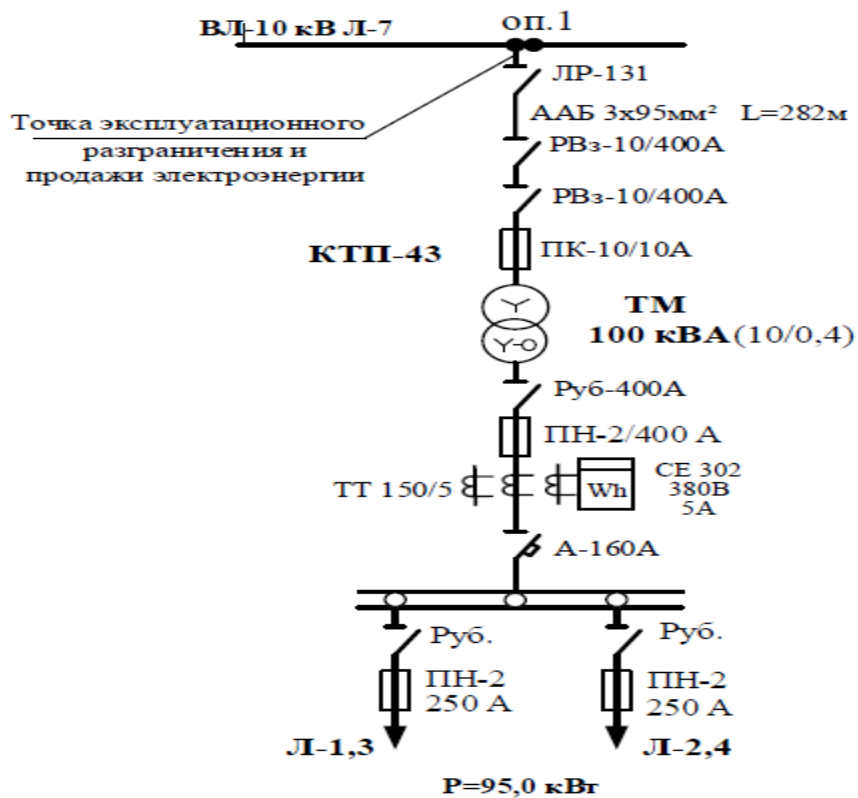 ВЛ-10 кВ Л-7
оп.1
ЛР-131
Точка эксплуатационного
разграничения и
продажи электроэнергии
ААБ 3х95мм² L=282м
РВз-10/400А
РВз-10/400А
КТП-43
ПК-10/10А
ТМ
100 кВА (10/0,4)
Руб-400А
ПН-2/400 А
ТТ 150/5
Wh
СЕ 302
380В
5А
А-160А
Руб.
Руб.
ПН-2
250 А
ПН-2
250 А
Л-1,3
Л-2,4
Р=95,0 кВт